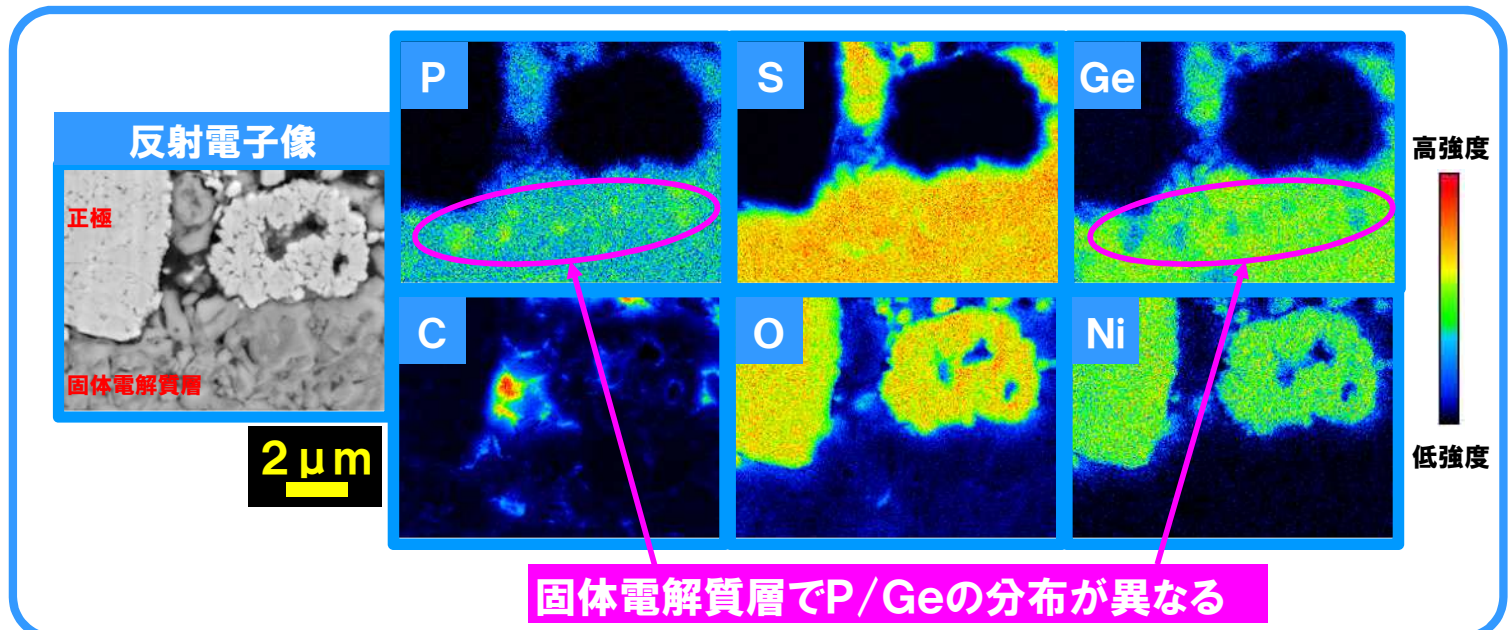 P
S
Ge
反射電子像
正極
固体電解質層
高強度
C
O
Ni
低強度
2μm
固体電解質層でP/Geの分布が異なる